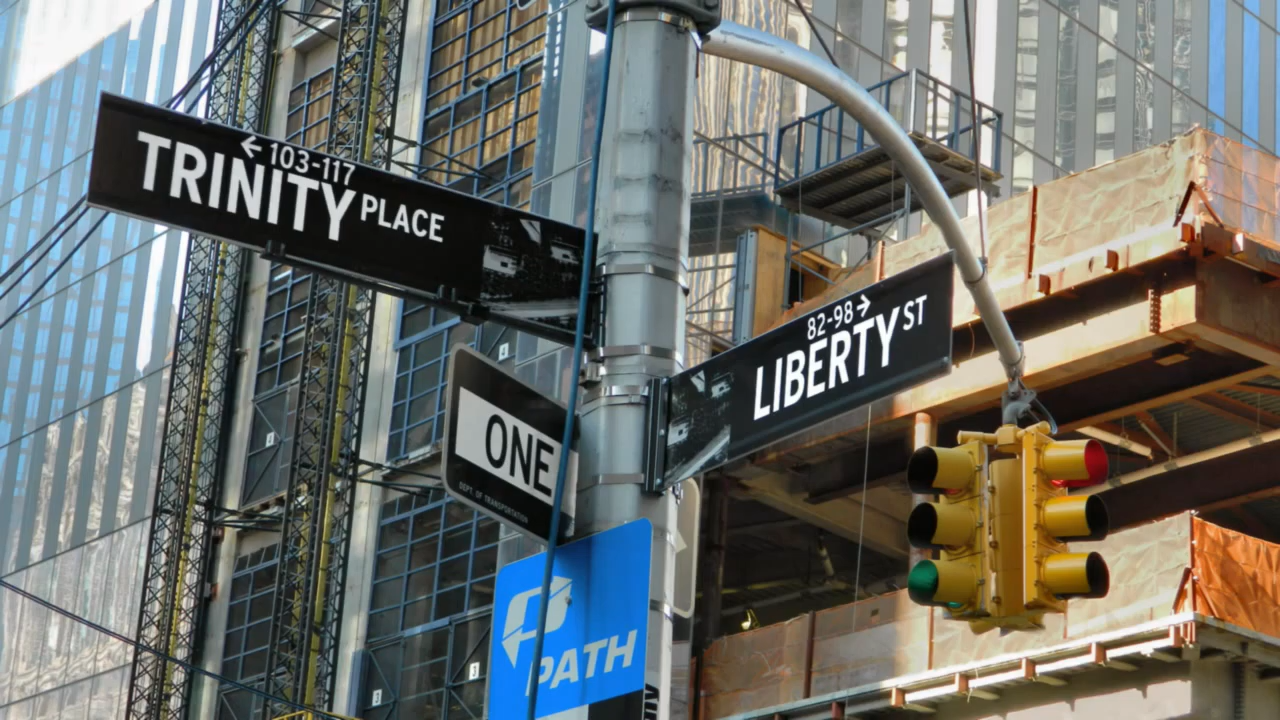 ← 103-117
TRINITY PLACE
82-98 →
LIBERTY ST
ONE
DEPT. OF TRANSPORTATION
PATH